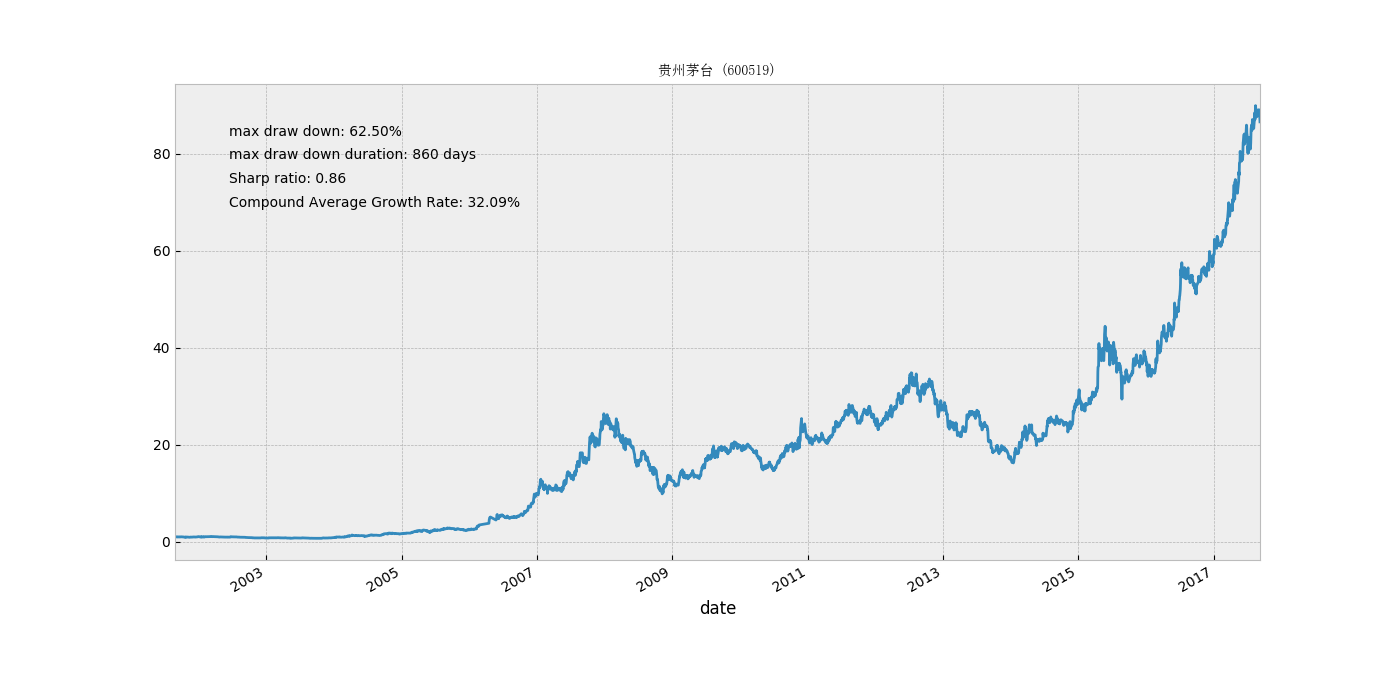 贵州茅台 (600519)
max draw down: 62.50%
max draw down duration: 860 days
Sharp ratio: 0.86
Compound Average Growth Rate: 32.09%
80
60
40
20
0
2003 2005 2007 2009 2011 2013 2015 2017
date